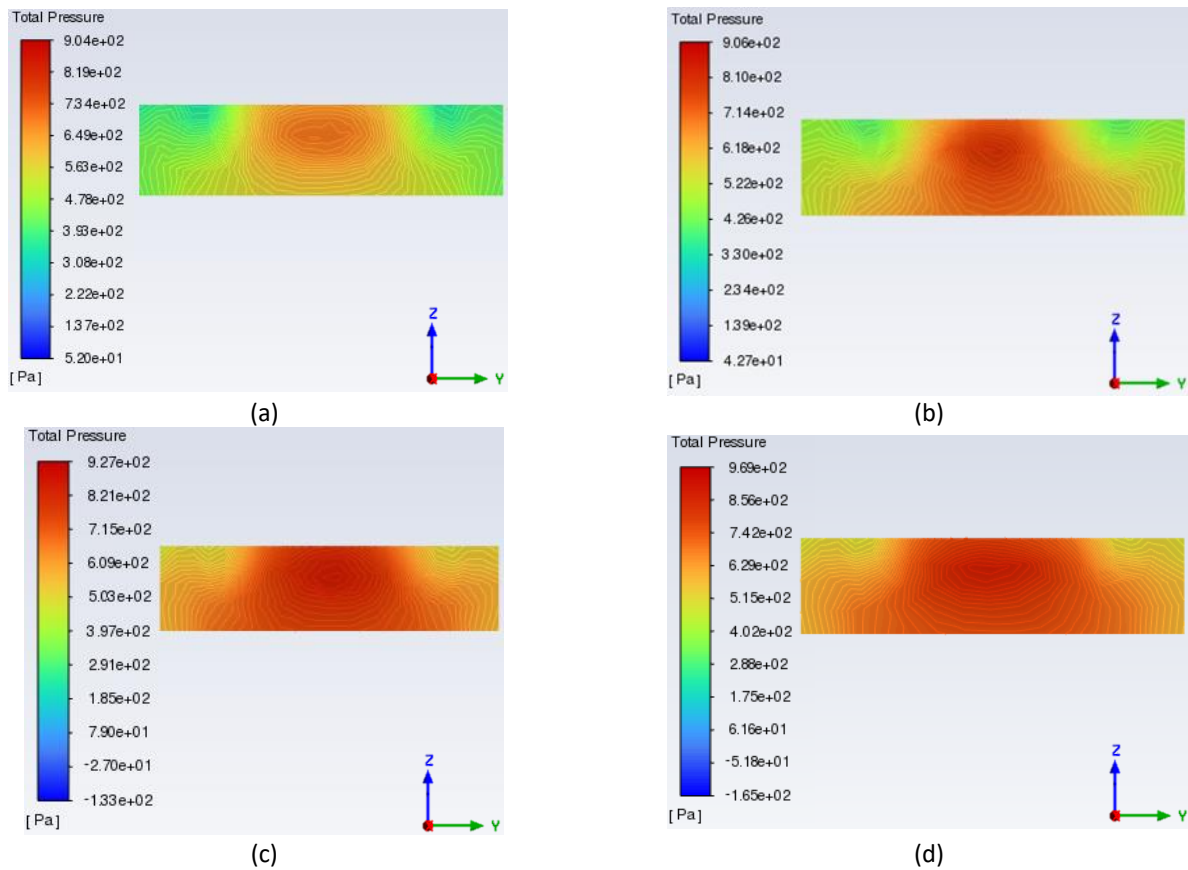 Total Pressure
9.04e+02
8.19e+02
7.34e+02
6.49e+02
5.63e+02
4.78e+02
3.93e+02
3.08e+02
2.22e+02
1.37e+02
5.20e+01
[ Pa ]
Z
Y
(a)
Total Pressure
9.06e+02
8.10e+02
7.14e+02
6.18e+02
5.22e+02
4.26e+02
3.30e+02
2.34e+02
1.39e+02
4.27e+01
[ Pa ]
Z
Y
(b)
Total Pressure
9.27e+02
8.21e+02
7.15e+02
6.09e+02
5.03e+02
3.97e+02
2.91e+02
1.85e+02
7.90e+01
-2.70e+01
-1.33e+02
[ Pa ]
Z
Y
(c)
Total Pressure
9.69e+02
8.56e+02
7.42e+02
6.29e+02
5.15e+02
4.02e+02
2.88e+02
1.75e+02
6.16e+01
-5.18e+01
-1.65e+02
[ Pa ]
Z
Y
(d)